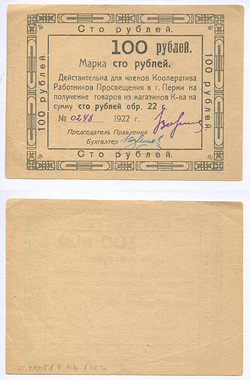 Сто рублей.
100 рублей.
100 рублей.
100 рублей.
Марка сто рублей.
Действительна для членов Кооператива
Работников Просвещения в г. Перми на
получение товаров из магазинов К-ва на
сумму сто рублей обр. 22 г.
№ 0248 1922 г.
Председатель Правления
Бухгалтер
Сто рублей.